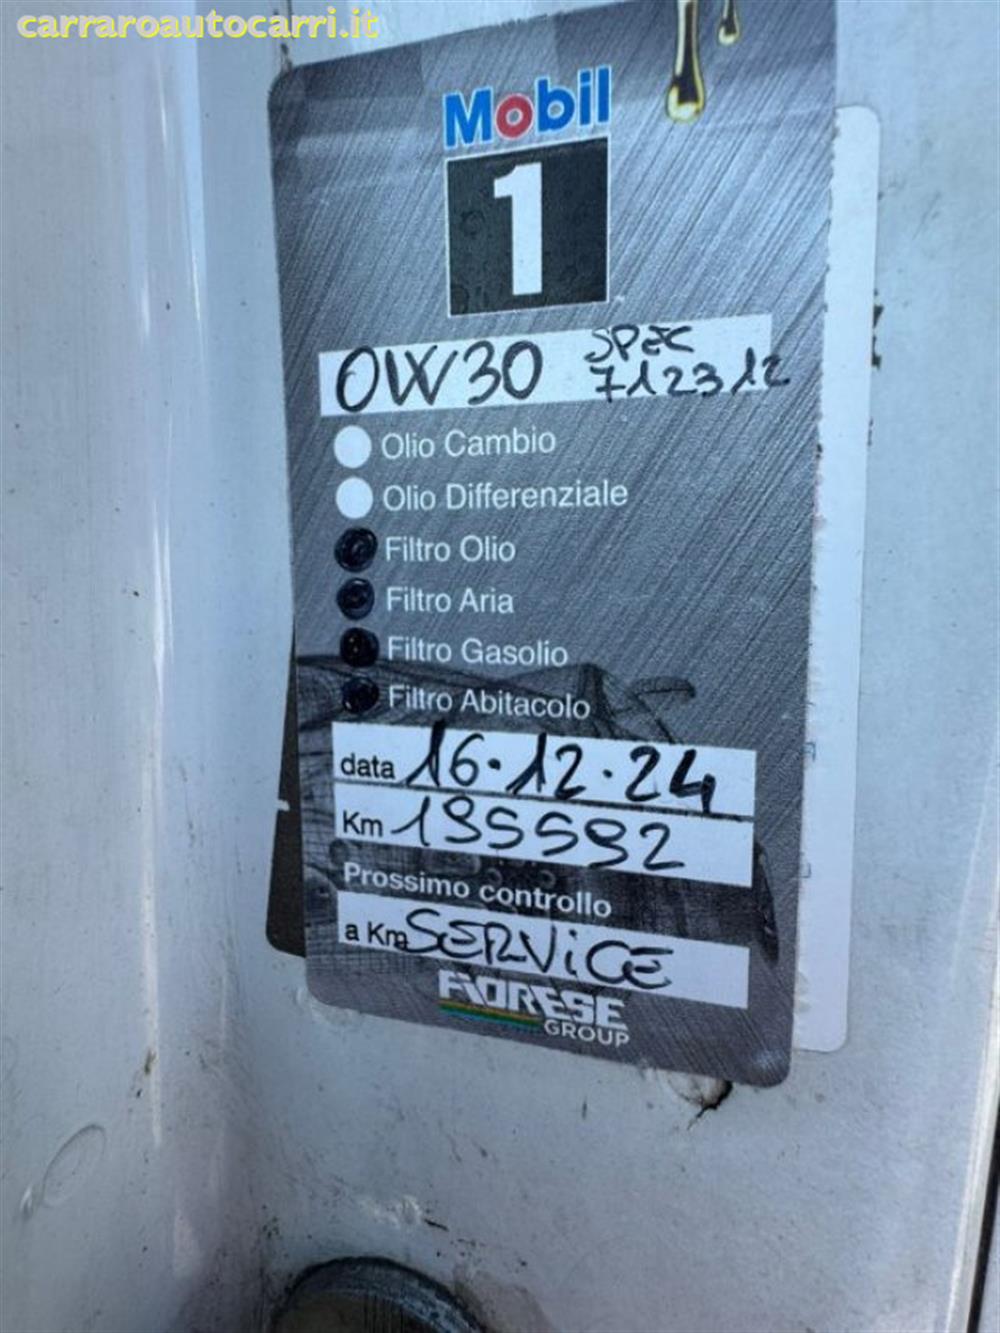 carraroautocarri.it
Mobil
1
0W30 SPEC
712312
Olio Cambio
Olio Differenziale
Filtro Olio
Filtro Aria
Filtro Gasolio
Filtro Abitacolo
data 16.12.24
Km 195592
Prossimo controllo
a Km SERVICE
FIORESE
GROUP